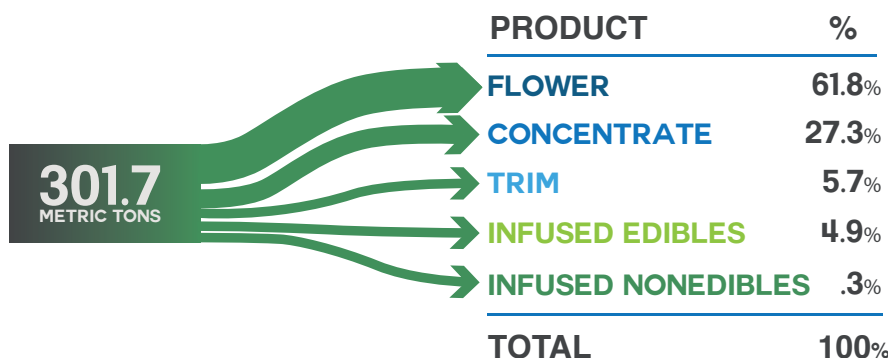 PRODUCT %
301.7
METRIC TONS
FLOWER 61.8%
CONCENTRATE 27.3%
TRIM 5.7%
INFUSED EDIBLES 4.9%
INFUSED NONEDIBLES .3%
TOTAL 100%